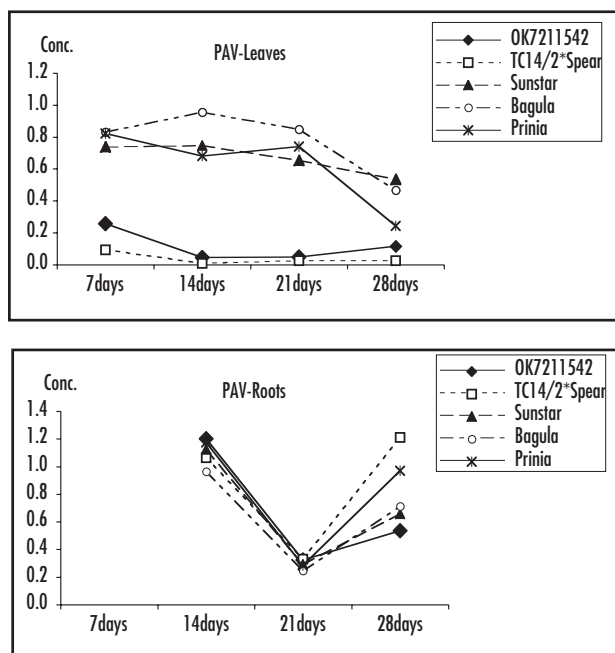 Conc.
PAV-Leaves
OK7211542
TC14/2*Spear
Sunstar
Bagula
Prinia
1.2
1.0
0.8
0.6
0.4
0.2
0.0
7days 14days 21days 28days
Conc.
PAV-Roots
OK7211542
TC14/2*Spear
Sunstar
Bagula
Prinia
1.4
1.2
1.0
0.8
0.6
0.4
0.2
0.0
7days 14days 21days 28days